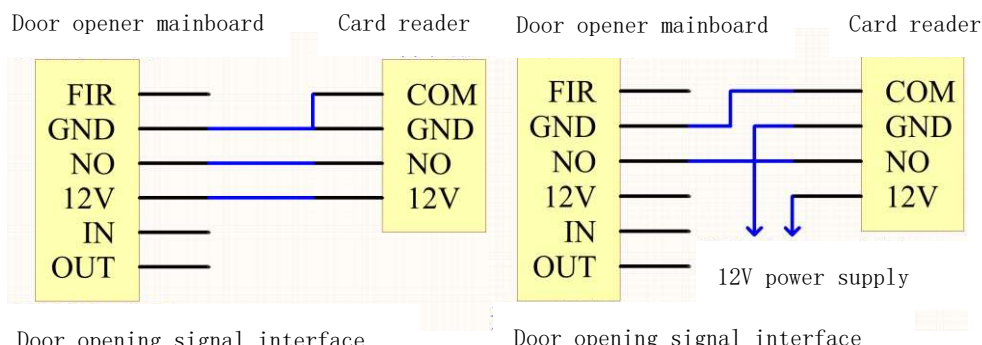 Door opener mainboard Card reader
FIR COM
GND GND
NO NO
12V 12V
IN
OUT
Door opening signal interface
Door opener mainboard Card reader
FIR COM
GND GND
NO NO
12V 12V
IN
OUT
12V power supply
Door opening signal interface